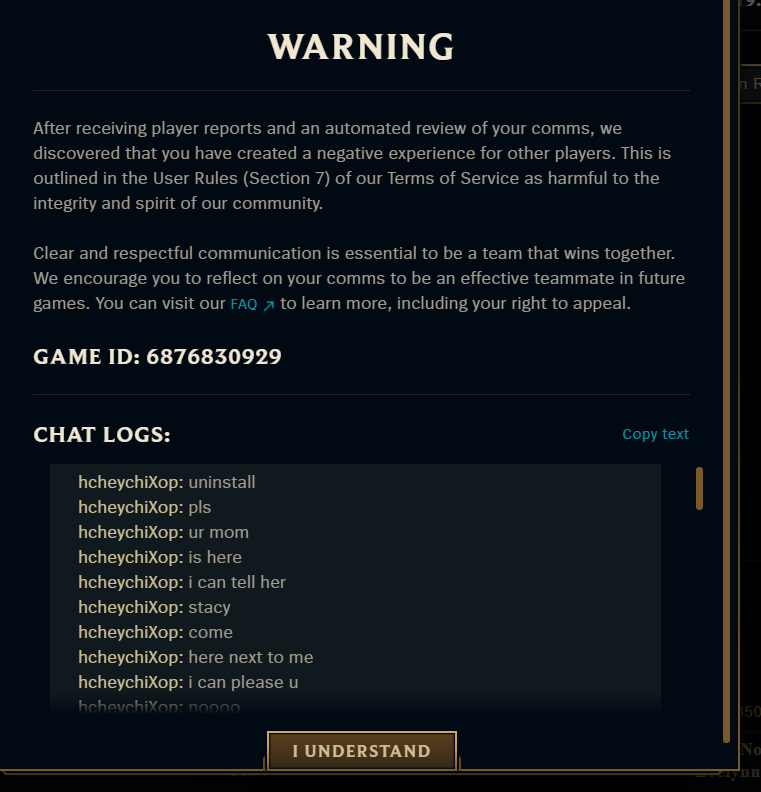 WARNING
After receiving player reports and an automated review of your comms, we
discovered that you have created a negative experience for other players. This is
outlined in the User Rules (Section 7) of our Terms of Service as harmful to the
integrity and spirit of our community.
Clear and respectful communication is essential to be a team that wins together.
We encourage you to reflect on your comms to be an effective teammate in future
games. You can visit our FAQ ↗ to learn more, including your right to appeal.
GAME ID: 6876830929
CHAT LOGS:
Copy text
hcheychiXop: uninstall
hcheychiXop: pls
hcheychiXop: ur mom
hcheychiXop: is here
hcheychiXop: i can tell her
hcheychiXop: stacy
hcheychiXop: come
hcheychiXop: here next to me
hcheychiXop: i can please u
hcheychiXop: noooo
I UNDERSTAND